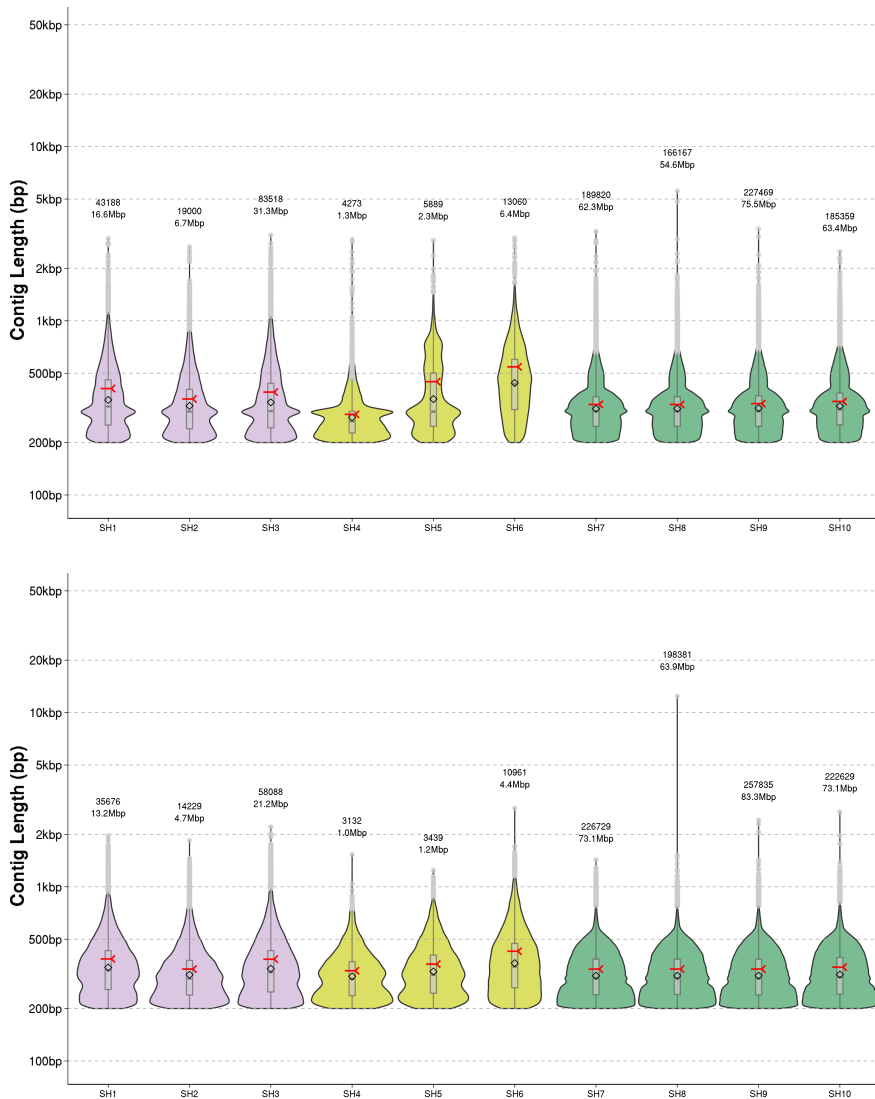 50kbp
20kbp
10kbp
5kbp
2kbp
1kbp
500bp
200bp
100bp
Contig Length (bp)
43188
16.6Mbp
19000
6.7Mbp
83518
31.3Mbp
4273
1.3Mbp
5889
2.3Mbp
13060
6.4Mbp
189820
62.3Mbp
166167
54.6Mbp
227469
75.5Mbp
185359
63.4Mbp
SH1 SH2 SH3 SH4 SH5 SH6 SH7 SH8 SH9 SH10
50kbp
20kbp
10kbp
5kbp
2kbp
1kbp
500bp
200bp
100bp
Contig Length (bp)
35676
13.2Mbp
14229
4.7Mbp
58088
21.2Mbp
3132
1.0Mbp
3439
1.2Mbp
10961
4.4Mbp
226729
73.1Mbp
198381
63.9Mbp
257835
83.3Mbp
222629
73.1Mbp
SH1 SH2 SH3 SH4 SH5 SH6 SH7 SH8 SH9 SH10